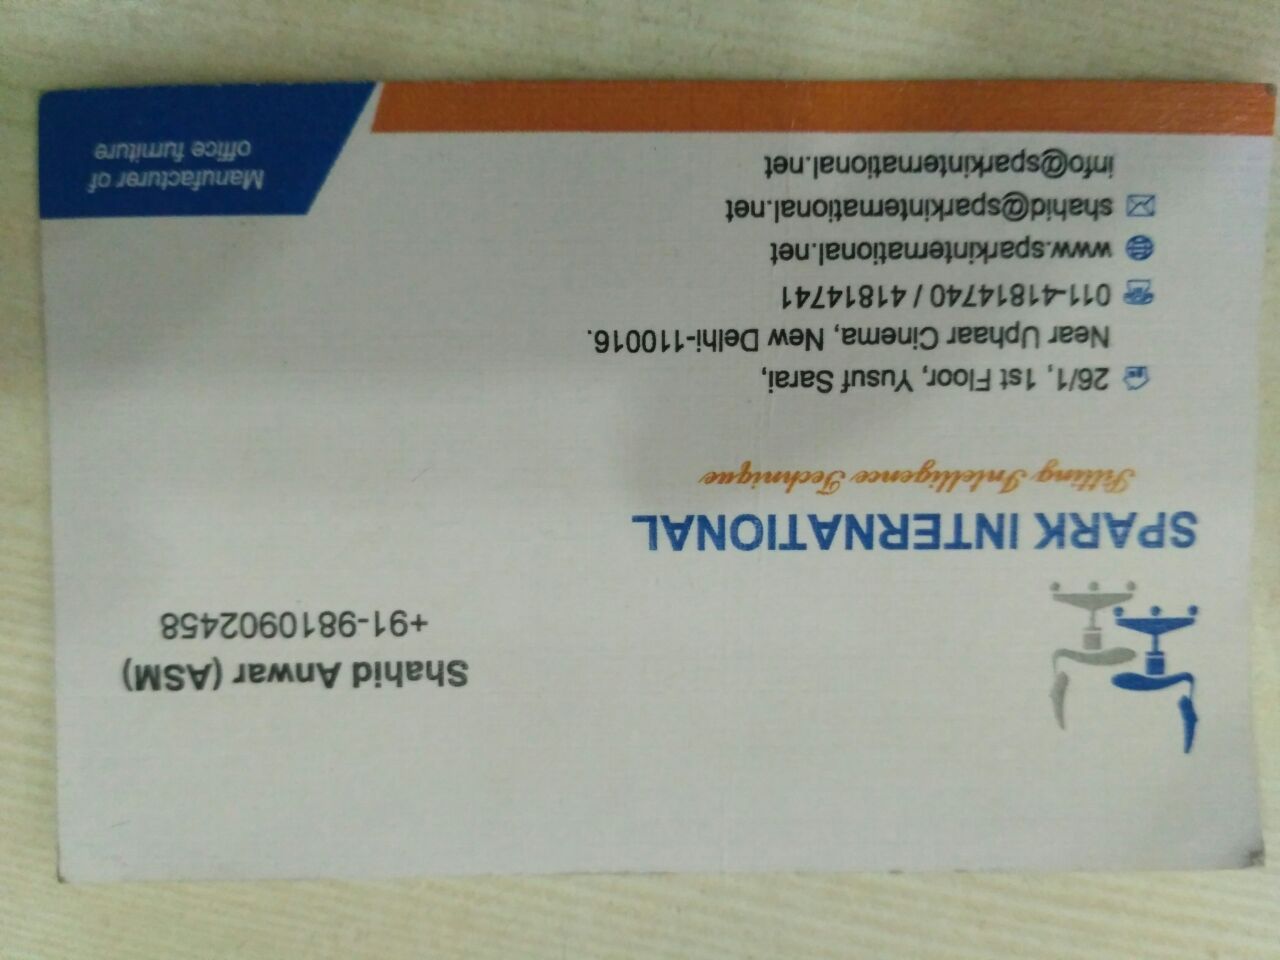 Shahid Anwar (ASM)
+91-9810902458
SPARK INTERNATIONAL
Sitting Intelligence Technique
26/1, 1st Floor, Yusuf Sarai,
Near Uphaar Cinema, New Delhi-110016.
011-41814740 / 41814741
www.sparkinternational.net
shahid@sparkinternational.net
info@sparkinternational.net
Manufacturer of
office furniture